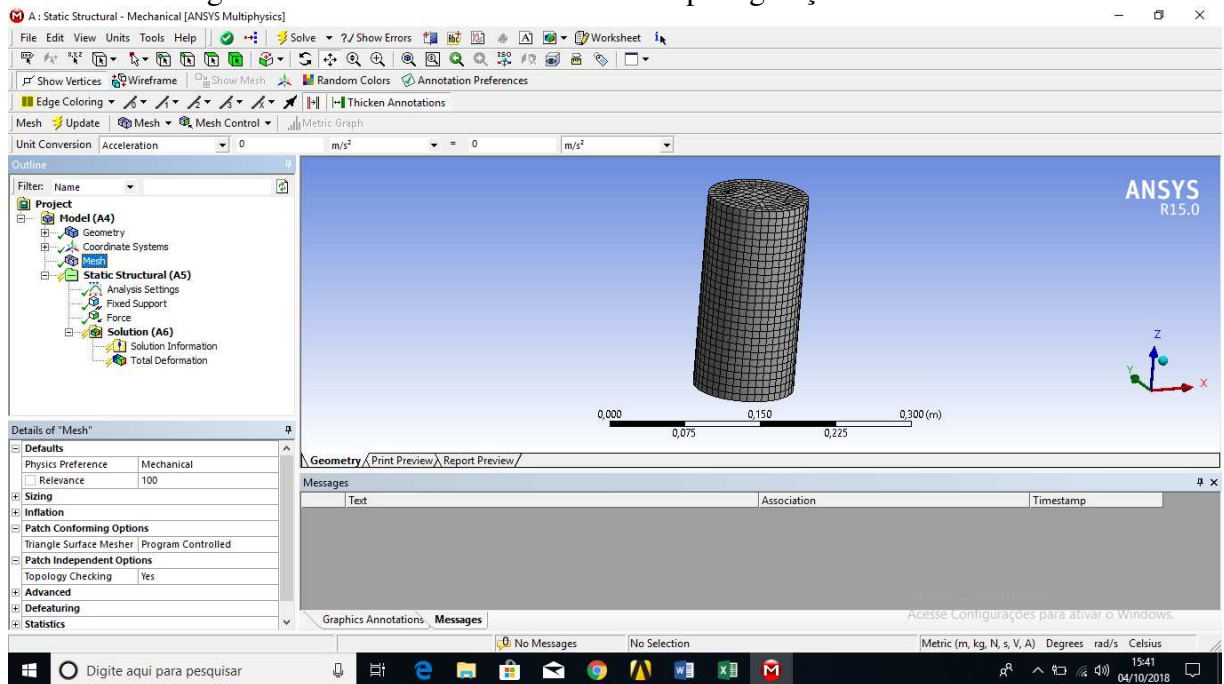 A : Static Structural - Mechanical [ANSYS Multiphysics]
File Edit View Units Tools Help Solve ?/ Show Errors Worksheet
Show Vertices Wireframe Show Mesh Random Colors Annotation Preferences
Edge Coloring Thicken Annotations
Mesh Update Mesh Mesh Control Metric Graph
Unit Conversion Acceleration 0 m/s² = 0 m/s²
Outline
Filter: Name
Project
Model (A4)
Geometry
Coordinate Systems
Mesh
Static Structural (A5)
Analysis Settings
Fixed Support
Force
Solution (A6)
Solution Information
Total Deformation
ANSYS
R15.0
Z
Y
X
0,000 0,150 0,300 (m)
0,075 0,225
Geometry Print Preview Report Preview
Details of "Mesh"
Defaults
Physics Preference Mechanical
Relevance 100
Sizing
Inflation
Patch Conforming Options
Triangle Surface Mesher Program Controlled
Patch Independent Options
Topology Checking Yes
Advanced
Defeaturing
Statistics
Messages
Text Association Timestamp
Acesse Configurações para ativar o Windows.
Graphics Annotations Messages
No Messages No Selection Metric (m, kg, N, s, V, A) Degrees rad/s Celsius
Digite aqui para pesquisar
15:41
04/10/2018